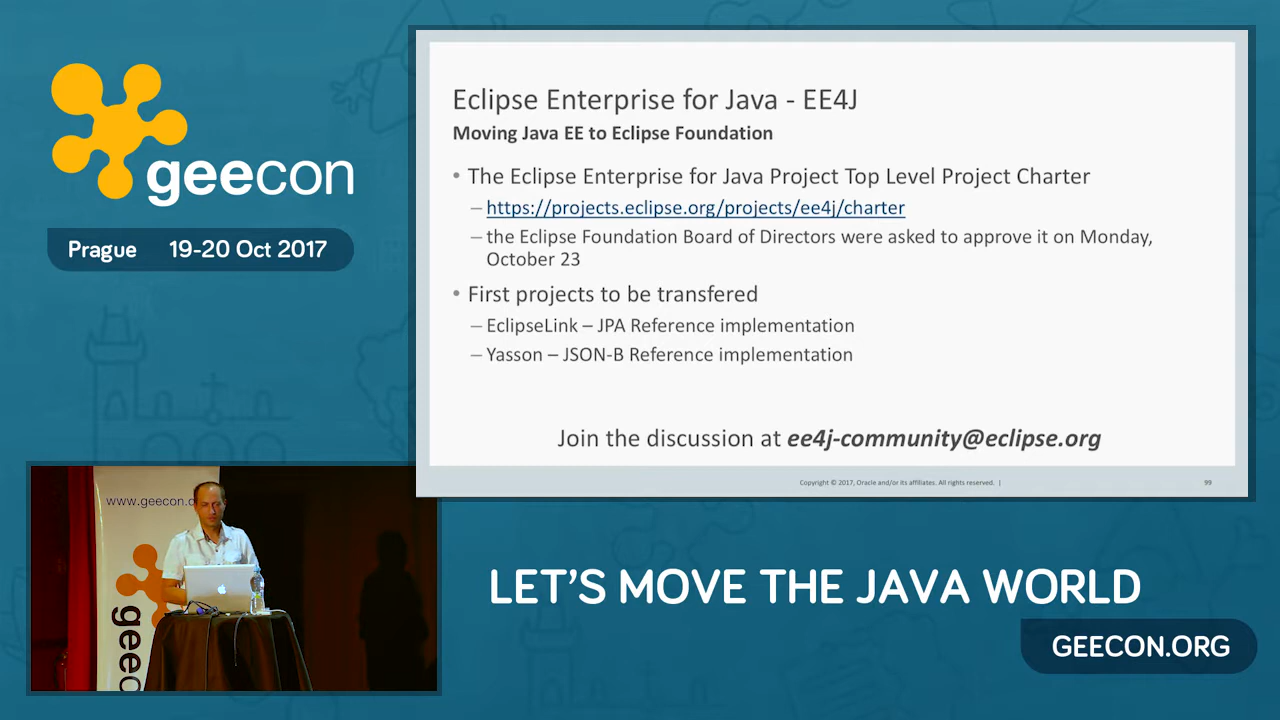 geecon
Prague 19-20 Oct 2017
Eclipse Enterprise for Java - EE4J
Moving Java EE to Eclipse Foundation
• The Eclipse Enterprise for Java Project Top Level Project Charter
– https://projects.eclipse.org/projects/ee4j/charter
– the Eclipse Foundation Board of Directors were asked to approve it on Monday,
October 23
• First projects to be transfered
– EclipseLink – JPA Reference implementation
– Yasson – JSON-B Reference implementation
Join the discussion at ee4j-community@eclipse.org
Copyright © 2017, Oracle and/or its affiliates. All rights reserved. |
99
www.geecon.o
geec
LET'S MOVE THE JAVA WORLD
GEECON.ORG